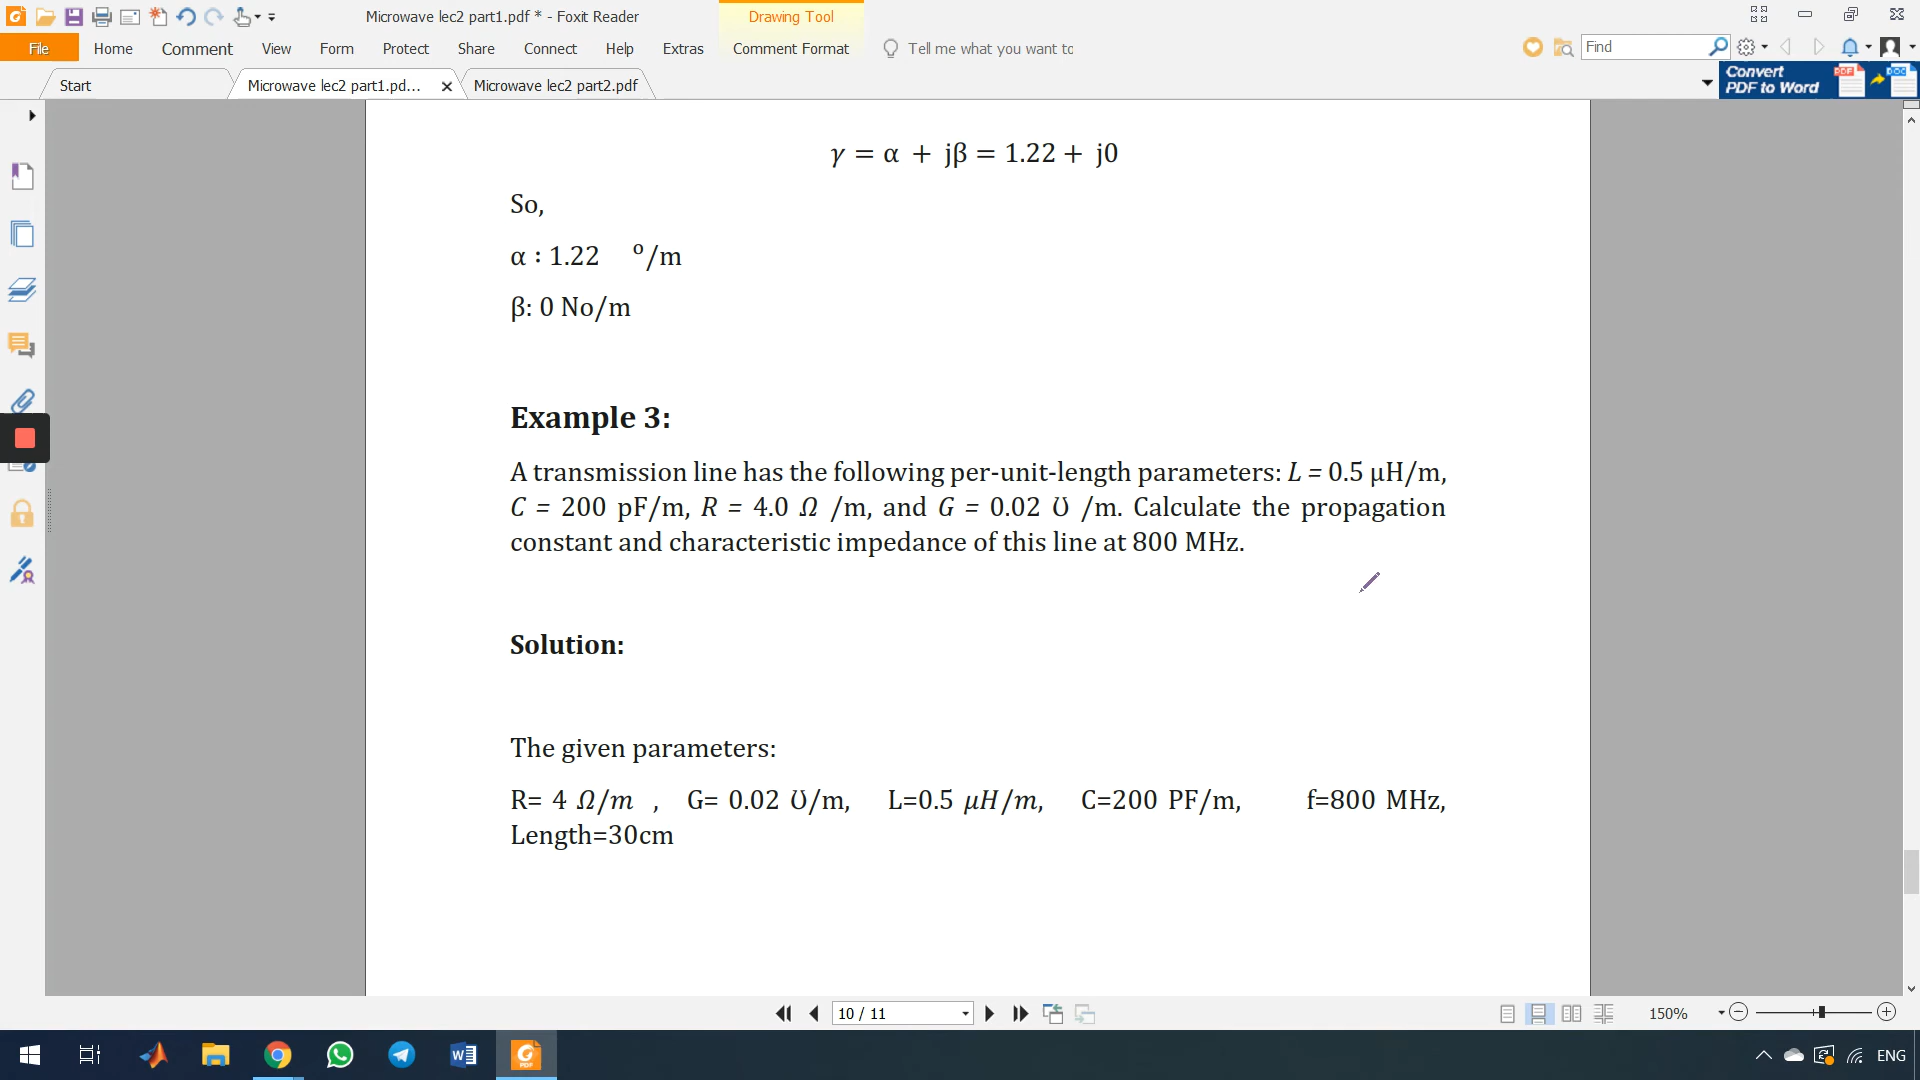 Microwave lec2 part1.pdf * - Foxit Reader
Drawing Tool
File
Home
Comment
View
Form
Protect
Share
Connect
Help
Extras
Comment Format
Tell me what you want to
Find
Start
Microwave lec2 part1.pd...
Microwave lec2 part2.pdf
Convert
PDF to Word
γ = α + jβ = 1.22 + j0
So,
α : 1.22 º/m
β: 0 No/m
Example 3:
A transmission line has the following per-unit-length parameters: L = 0.5 μH/m,
C = 200 pF/m, R = 4.0 Ω /m, and G = 0.02 ℧ /m. Calculate the propagation
constant and characteristic impedance of this line at 800 MHz.
Solution:
The given parameters:
R= 4 Ω/m , G= 0.02 ℧/m, L=0.5 μH/m, C=200 PF/m, f=800 MHz,
Length=30cm
10 / 11
150%
ENG